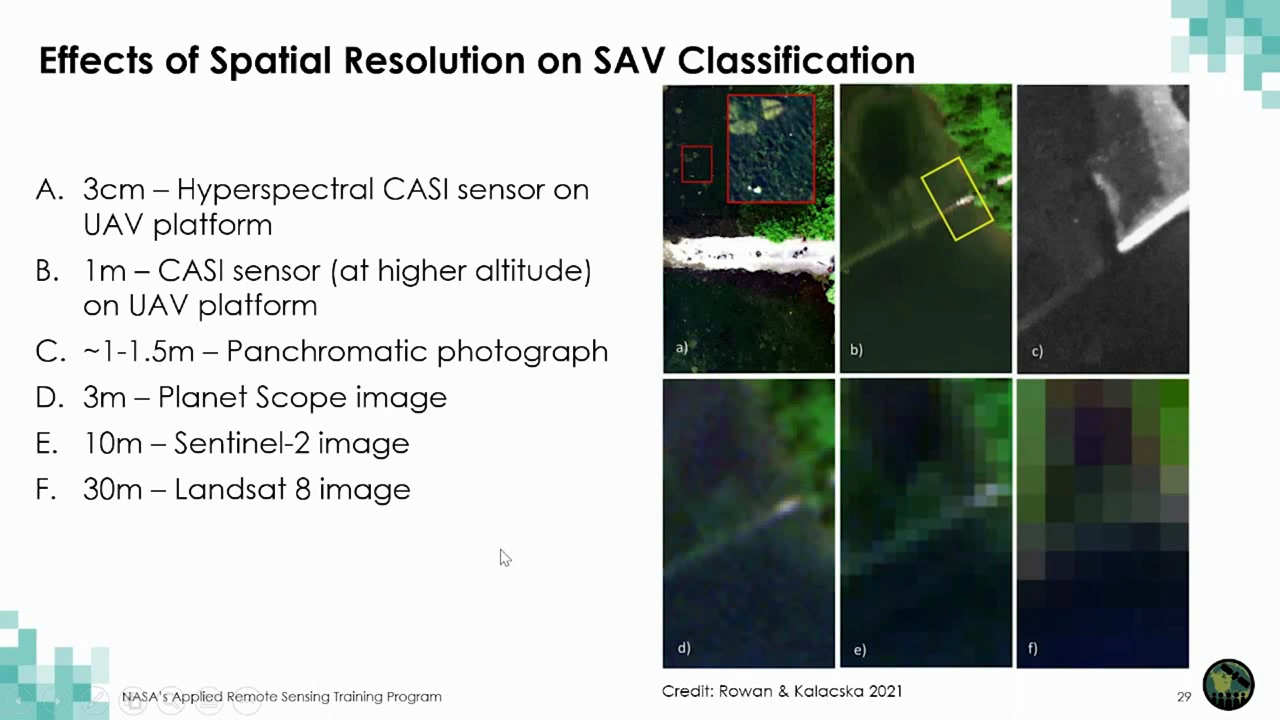 Effects of Spatial Resolution on SAV Classification
A. 3cm – Hyperspectral CASI sensor on
UAV platform
B. 1m – CASI sensor (at higher altitude)
on UAV platform
C. ~1-1.5m – Panchromatic photograph
D. 3m – Planet Scope image
E. 10m – Sentinel-2 image
F. 30m – Landsat 8 image
a)
b)
c)
d)
e)
f)
NASA's Applied Remote Sensing Training Program
Credit: Rowan & Kalacska 2021
29